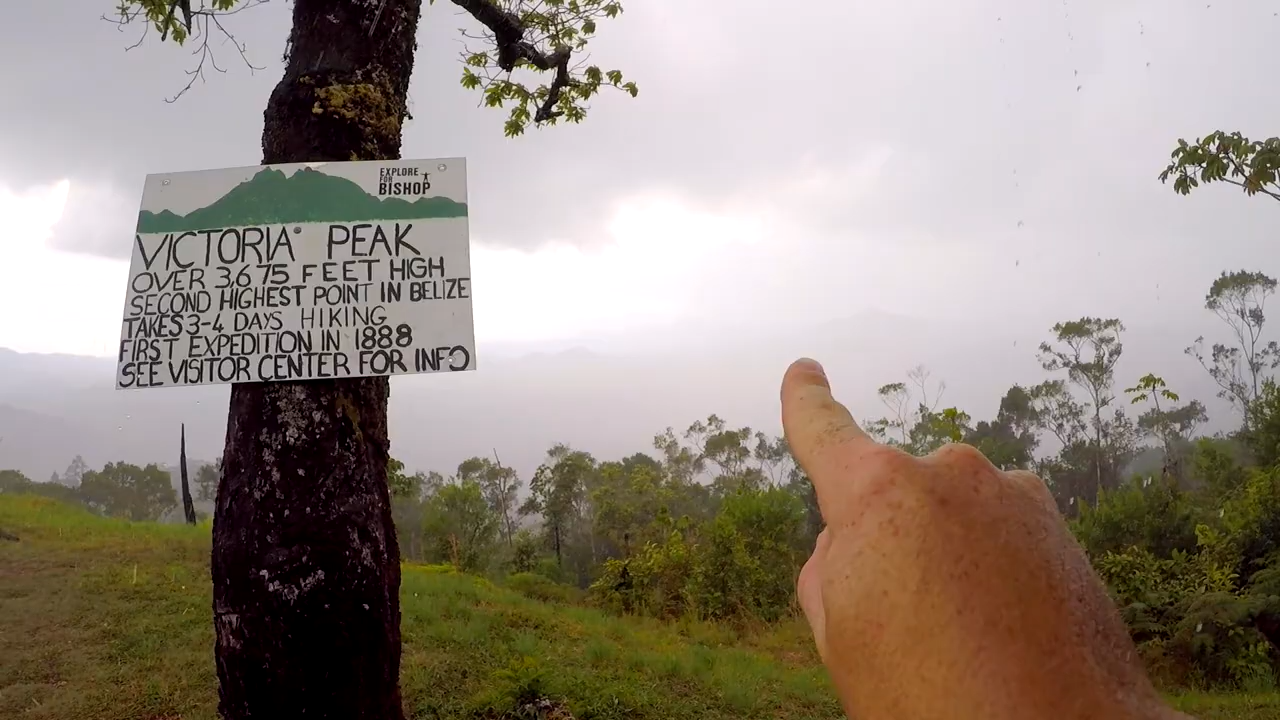 EXPLORE
FOR
BISHOP
VICTORIA PEAK
OVER 3,675 FEET HIGH
SECOND HIGHEST POINT IN BELIZE
TAKES 3-4 DAYS HIKING
FIRST EXPEDITION IN 1888
SEE VISITOR CENTER FOR INFO